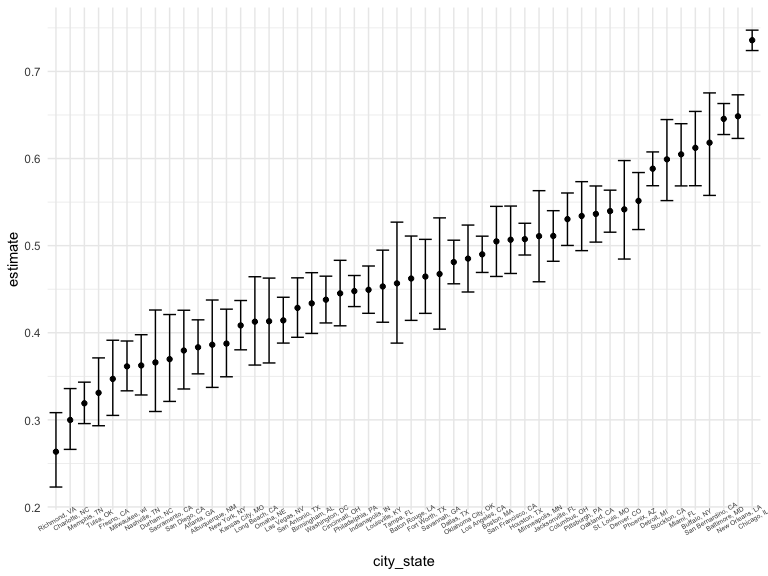 0.7
0.6
0.5
0.4
0.3
0.2
estimate
Richmond, VA
Charlotte, NC
Memphis, TN
Tulsa, OK
Fresno, CA
Milwaukee, wI
Nashville, TN
Durham, NC
Sacramento, CA
San Diego, CA
Atlanta, GA
Albuquerque, NM
New York, NY
Kansas City, MO
Long Beach, CA
Omaha, NE
Las Vegas, NV
San Antonio, TX
Birmingham, AL
Washington, DC
Cincinnati, OH
Philadelphia, PA
Indianapolis, IN
Louisville, KY
Tampa, FL
Baton Rouge, LA
Fort Worth, TX
Savannah, GA
Dallas, TX
Oklahoma City, OK
Los Angeles, CA
Boston, MA
San Francisco, CA
Houston, TX
Minneapolis, MN
Jacksonville, FL
Columbus, OH
Pittsburgh, PA
Oakland, CA
St. Louis, MO
Denver, CO
Phoenix, AZ
Detroit, MI
Stockton, CA
Miami, FL
Buffalo, NY
San Bernardino, CA
Baltimore, MD
New Orleans, LA
Chicago, IL
city_state